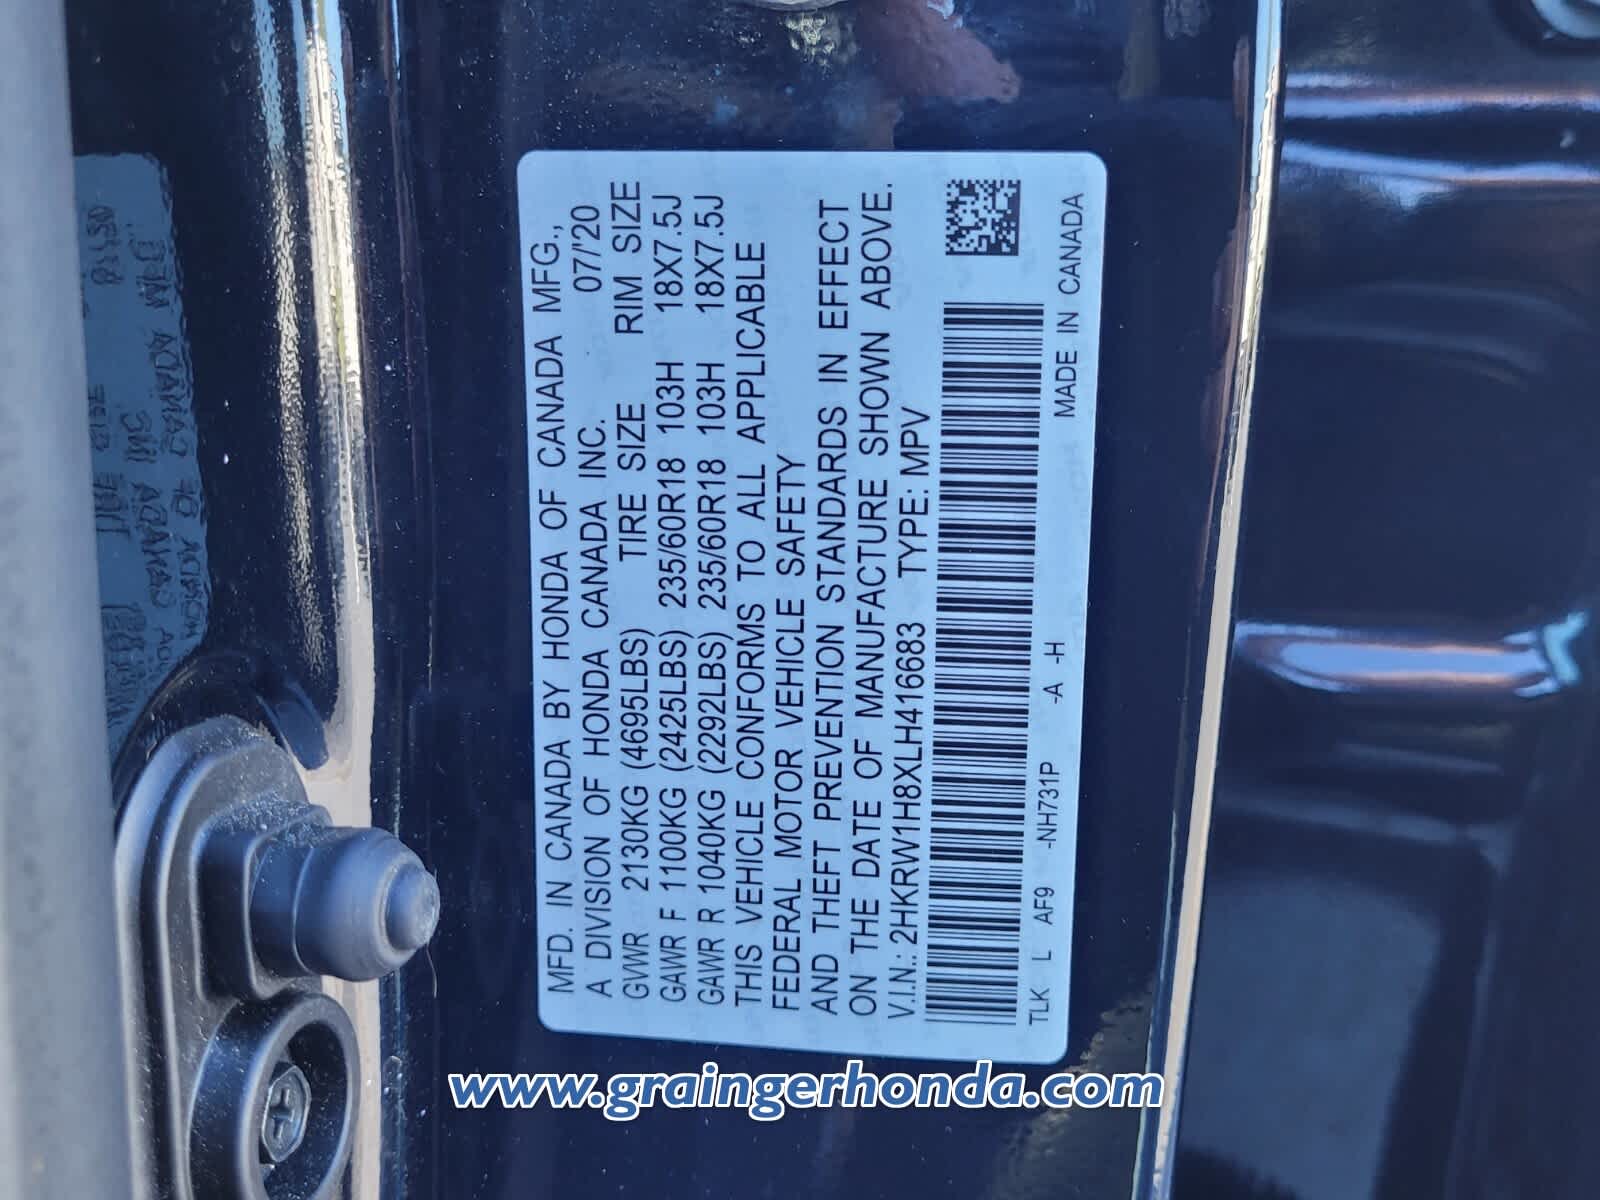 MFD. IN CANADA BY HONDA OF CANADA MFG.,
A DIVISION OF HONDA CANADA INC. 07/'20
GVWR 2130KG (4695LBS) TIRE SIZE RIM SIZE
GAWR F 1100KG (2425LBS) 235/60R18 103H 18X7.5J
GAWR R 1040KG (2292LBS) 235/60R18 103H 18X7.5J
THIS VEHICLE CONFORMS TO ALL APPLICABLE
FEDERAL MOTOR VEHICLE SAFETY
AND THEFT PREVENTION STANDARDS IN EFFECT
ON THE DATE OF MANUFACTURE SHOWN ABOVE.
V.I.N.: 2HKRW1H8XLH416683 TYPE: MPV
TLK L AF9 -NH731P -A -H MADE IN CANADA
www.graingerhonda.com